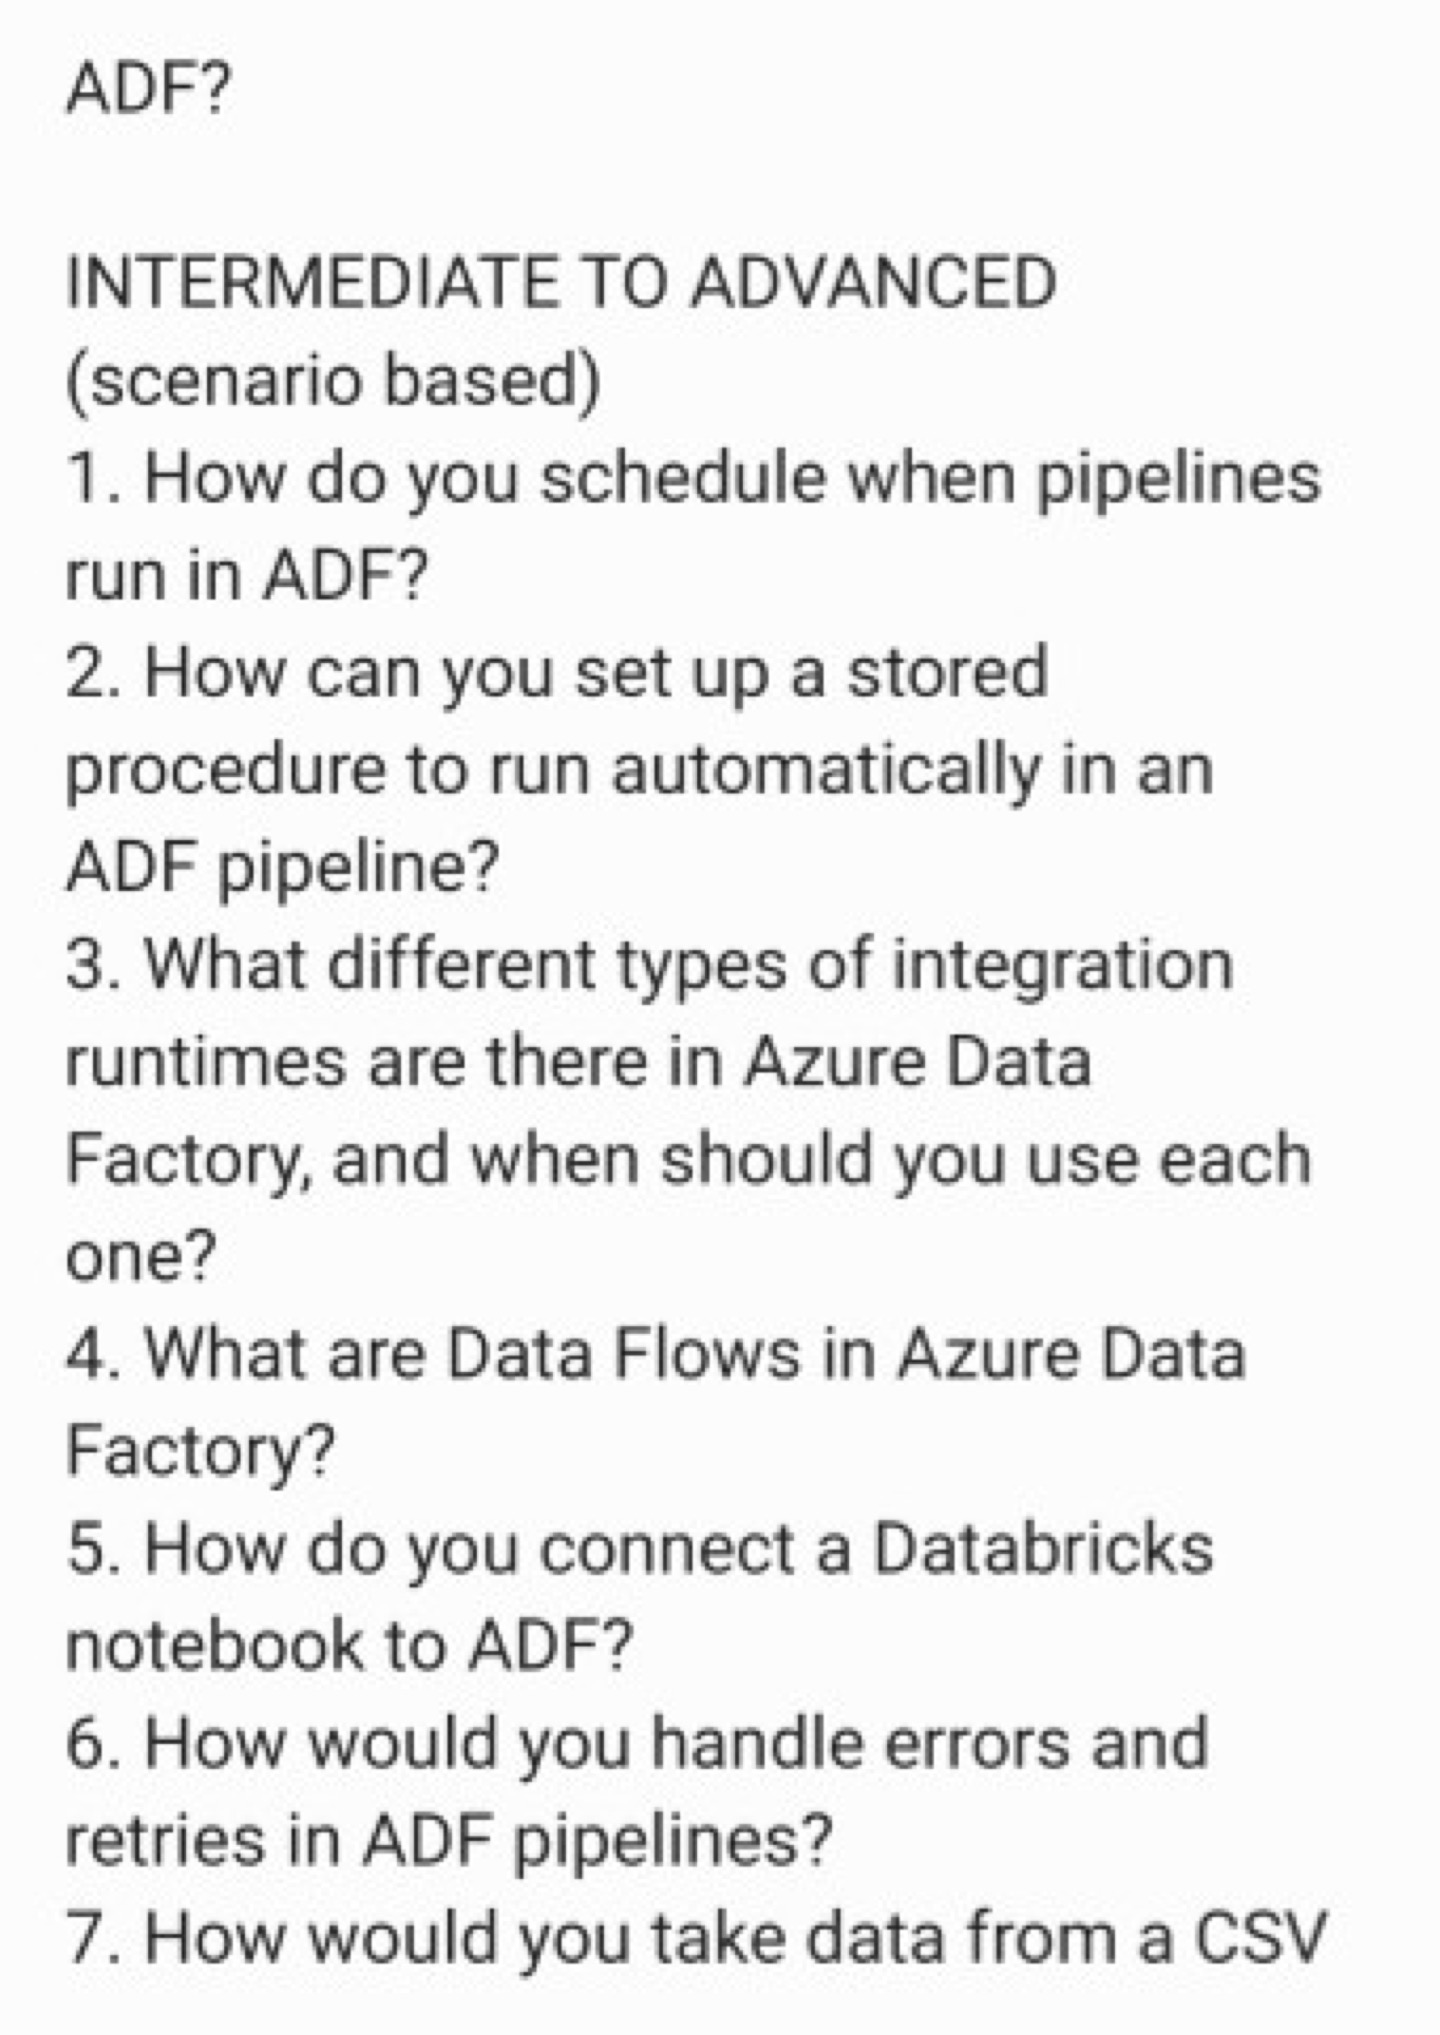 ADF?
INTERMEDIATE TO ADVANCED
(scenario based)
1. How do you schedule when pipelines
run in ADF?
2. How can you set up a stored
procedure to run automatically in an
ADF pipeline?
3. What different types of integration
runtimes are there in Azure Data
Factory, and when should you use each
one?
4. What are Data Flows in Azure Data
Factory?
5. How do you connect a Databricks
notebook to ADF?
6. How would you handle errors and
retries in ADF pipelines?
7. How would you take data from a CSV